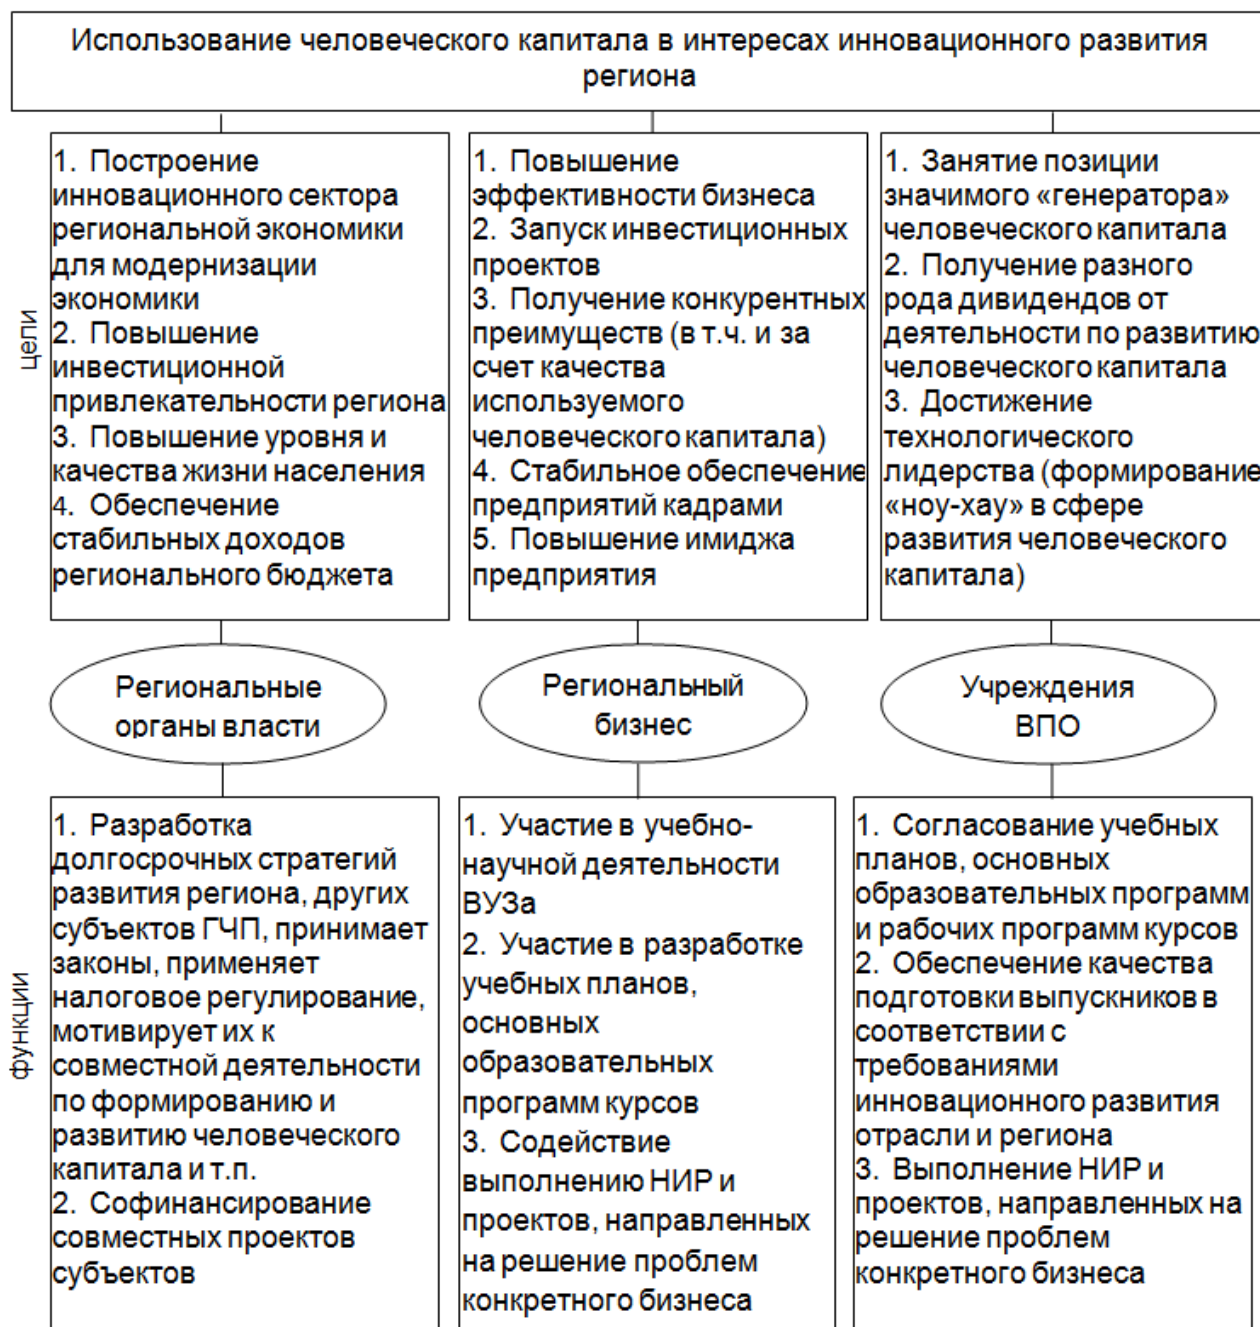 Использование человеческого капитала в интересах инновационного развития
региона
цели
1. Построение
инновационного сектора
региональной экономики
для модернизации
экономики
2. Повышение
инвестиционной
привлекательности региона
3. Повышение уровня и
качества жизни населения
4. Обеспечение
стабильных доходов
регионального бюджета
1. Повышение
эффективности бизнеса
2. Запуск инвестиционных
проектов
3. Получение конкурентных
преимуществ (в т.ч. и за
счет качества
используемого
человеческого капитала)
4. Стабильное обеспечение
предприятий кадрами
5. Повышение имиджа
предприятия
1. Занятие позиции
значимого «генератора»
человеческого капитала
2. Получение разного
рода дивидендов от
деятельности по развитию
человеческого капитала
3. Достижение
технологического
лидерства (формирование
«ноу-хау» в сфере
развития человеческого
капитала)
Региональные
органы власти
Региональный
бизнес
Учреждения
ВПО
функции
1. Разработка
долгосрочных стратегий
развития региона, других
субъектов ГЧП, принимает
законы, применяет
налоговое регулирование,
мотивирует их к
совместной деятельности
по формированию и
развитию человеческого
капитала и т.п.
2. Софинансирование
совместных проектов
субъектов
1. Участие в учебно-
научной деятельности
ВУЗа
2. Участие в разработке
учебных планов,
основных
образовательных
программ курсов
3. Содействие
выполнению НИР и
проектов, направленных
на решение проблем
конкретного бизнеса
1. Согласование учебных
планов, основных
образовательных программ
и рабочих программ курсов
2. Обеспечение качества
подготовки выпускников в
соответствии с
требованиями
инновационного развития
отрасли и региона
3. Выполнение НИР и
проектов, направленных на
решение проблем
конкретного бизнеса